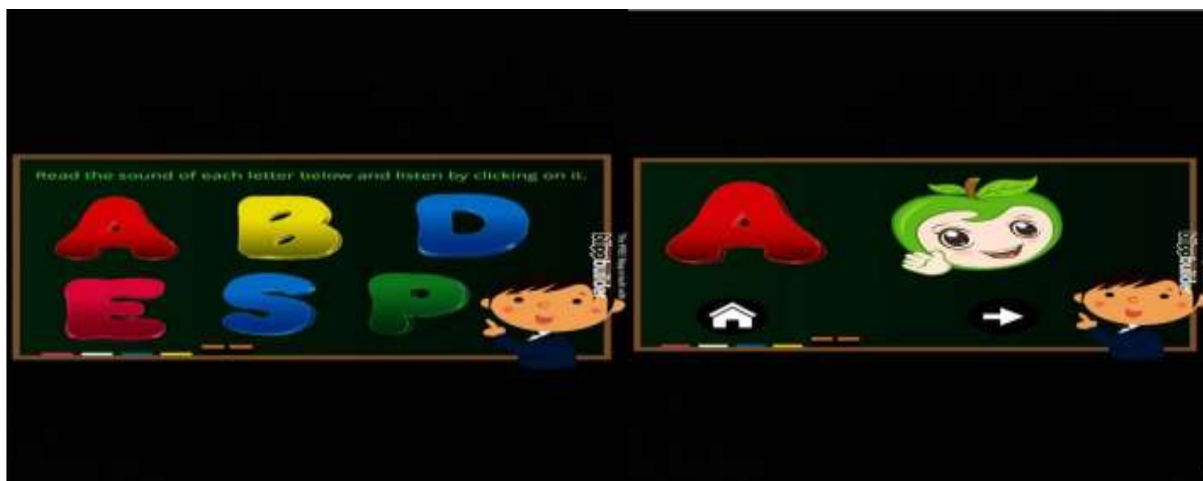 Read the sound of each letter below and listen by clicking on it.
A B D
E S P
A